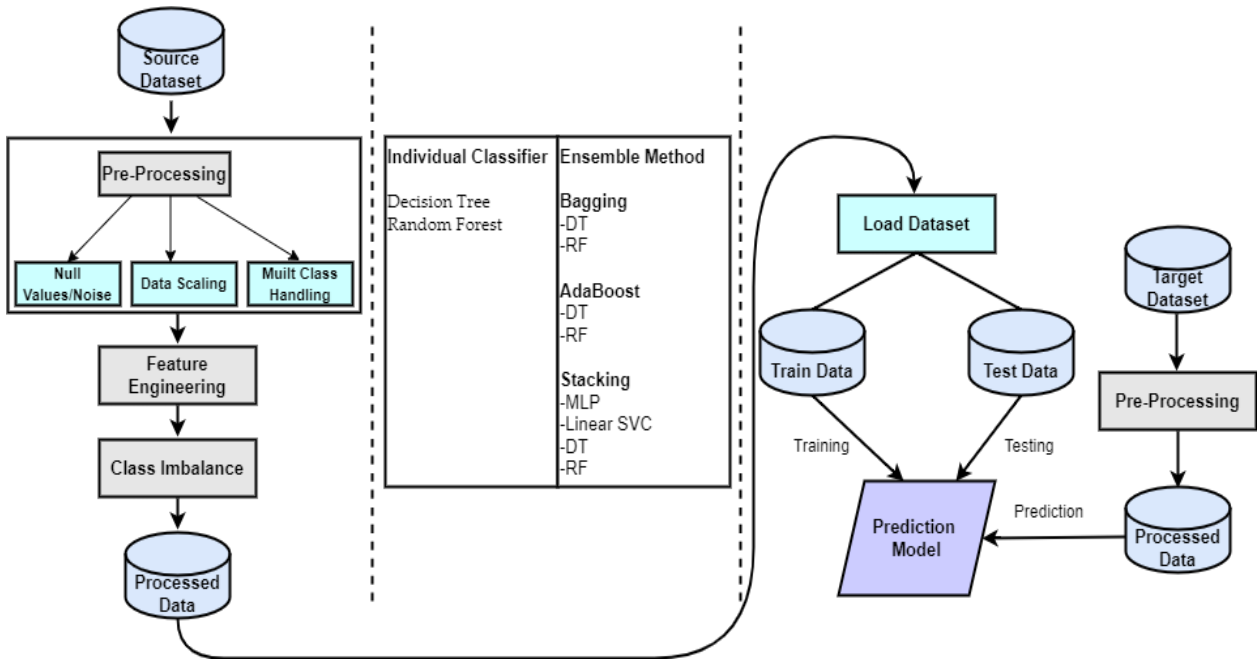 Source
Dataset
Pre-Processing
Null
Values/Noise
Data Scaling
Muilt Class
Handling
Feature
Engineering
Class Imbalance
Processed
Data
Individual Classifier
Decision Tree
Random Forest
Ensemble Method
Bagging
-DT
-RF
AdaBoost
-DT
-RF
Stacking
-MLP
-Linear SVC
-DT
-RF
Load Dataset
Train Data
Test Data
Training
Testing
Prediction
Model
Target
Dataset
Pre-Processing
Processed
Data
Prediction